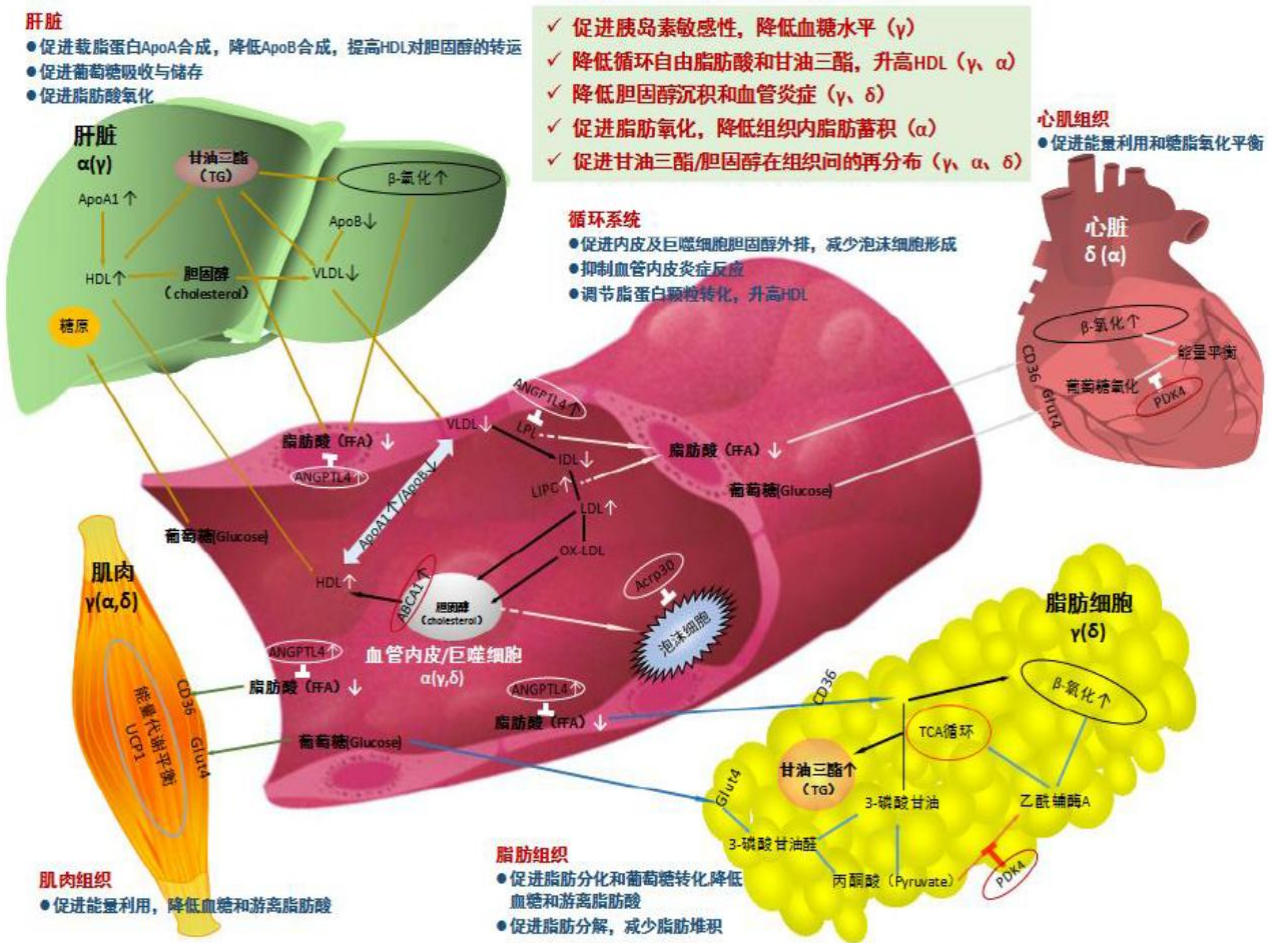 肝脏
●促进载脂蛋白ApoA合成，降低ApoB合成，提高HDL对胆固醇的转运
●促进葡萄糖吸收与储存
●促进脂肪酸氧化
✓ 促进胰岛素敏感性，降低血糖水平（γ）
✓ 降低循环自由脂肪酸和甘油三酯，升高HDL（γ、α）
✓ 降低胆固醇沉积和血管炎症（γ、δ）
✓ 促进脂肪氧化，降低组织内脂肪蓄积（α）
✓ 促进甘油三酯/胆固醇在组织间的再分布（γ、α、δ）
心肌组织
●促进能量利用和糖脂氧化平衡
肝脏
α(γ)
甘油三酯
（TG）
β-氧化↑
ApoA1↑
ApoB↓
HDL↑
胆固醇
（cholesterol）
VLDL↓
糖原
循环系统
●促进内皮及巨噬细胞胆固醇外排，减少泡沫细胞形成
●抑制血管内皮炎症反应
●调节脂蛋白颗粒转化，升高HDL
心脏
δ (α)
β-氧化↑
能量平衡
葡萄糖氧化
PDK4
CD36
Glut4
ANGPTL4↑
LPL
VLDL↓
脂肪酸（FFA）↓
ANGPTL4↑
IDL↓
LIPC↑
LDL↑
OX-LDL
脂肪酸（FFA）↓
葡萄糖(Glucose)
ApoA1↑/ApoB↓
葡萄糖(Glucose)
HDL↑
ABCA1↑
胆固醇
（cholesterol）
Acrp30
泡沫细胞
血管内皮/巨噬细胞
α(γ,δ)
ANGPTL4↑
脂肪酸（FFA）↓
ANGPTL4↑
脂肪酸（FFA）↓
葡萄糖(Glucose)
肌肉
γ(α,δ)
CD36
Glut4
能量代谢平衡
UCP1
脂肪细胞
γ(δ)
CD36
β-氧化↑
TCA循环
甘油三酯↑
（TG）
Glut4
3-磷酸甘油
乙酰辅酶A
3-磷酸甘油醛
丙酮酸（Pyruvate）
PDK4
肌肉组织
●促进能量利用，降低血糖和游离脂肪酸
脂肪组织
●促进脂肪分化和葡萄糖转化,降低
血糖和游离脂肪酸
●促进脂肪分解，减少脂肪堆积